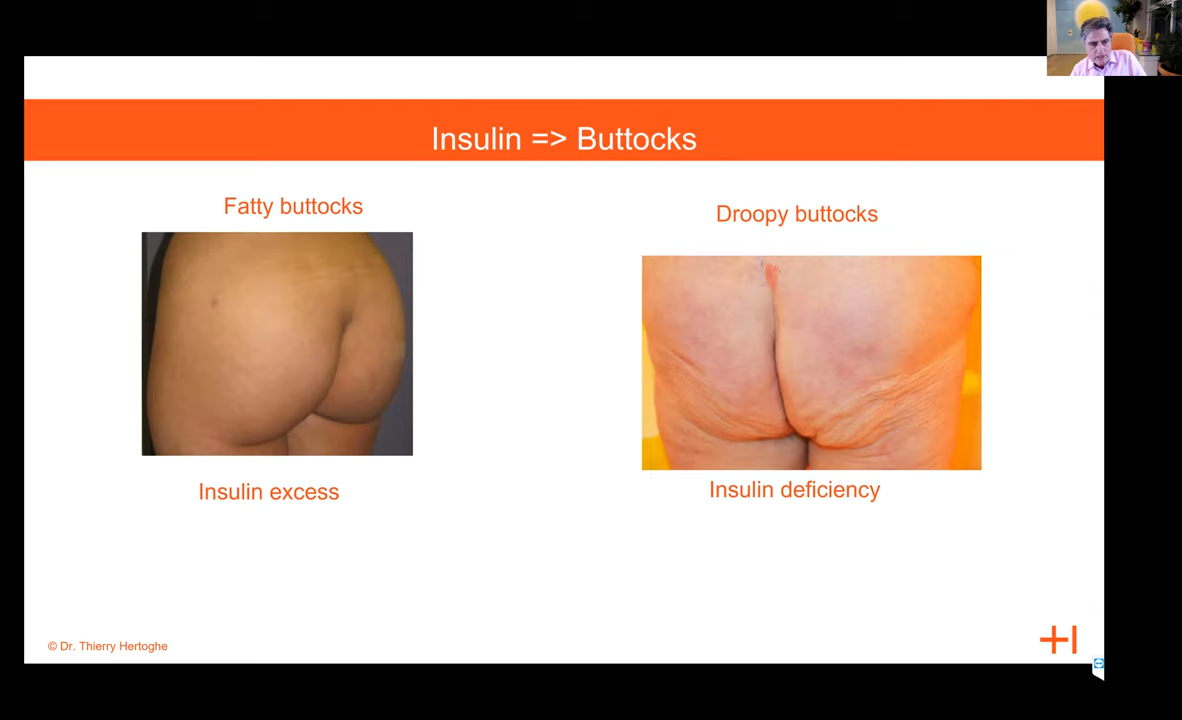 Insulin => Buttocks
Fatty buttocks
Droopy buttocks
Insulin excess
Insulin deficiency
© Dr. Thierry Hertoghe